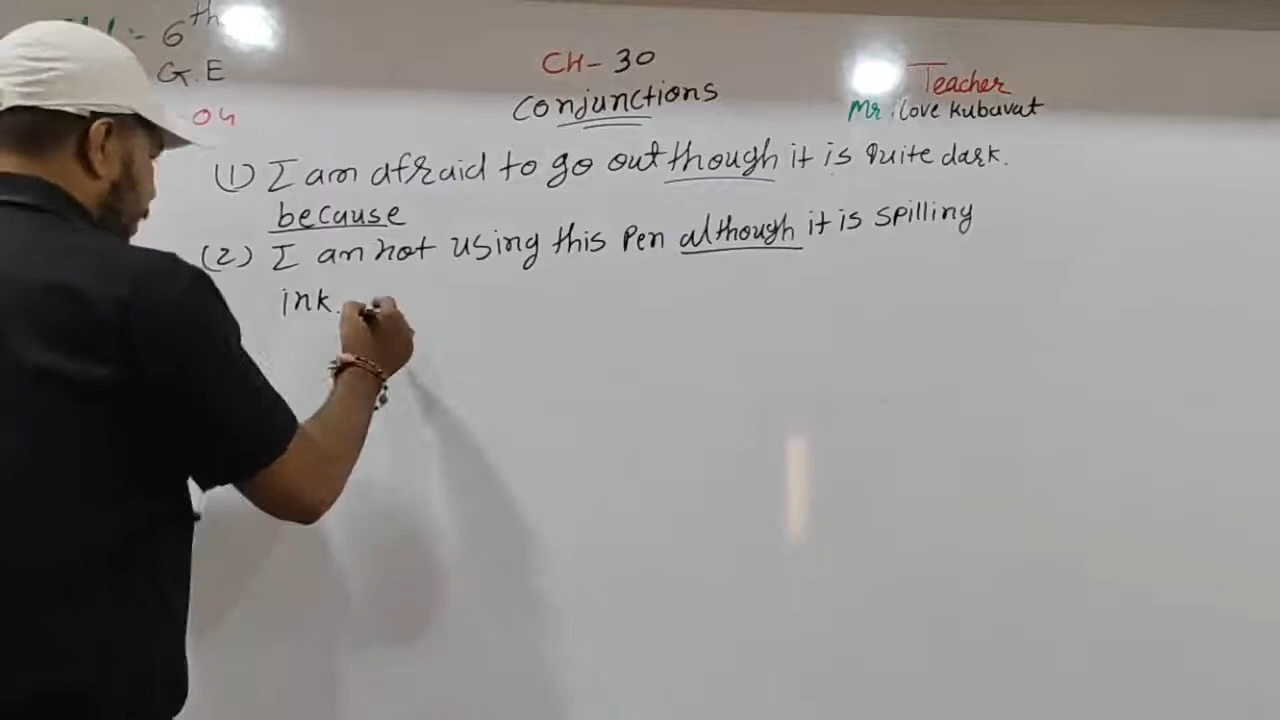 :- 6th
G.E
04
CH- 30
Conjunctions
Teacher
Mr. love Kubavat
(1) I am afraid to go out though it is quite dark.
because
(2) I am not using this Pen although it is spilling
ink.